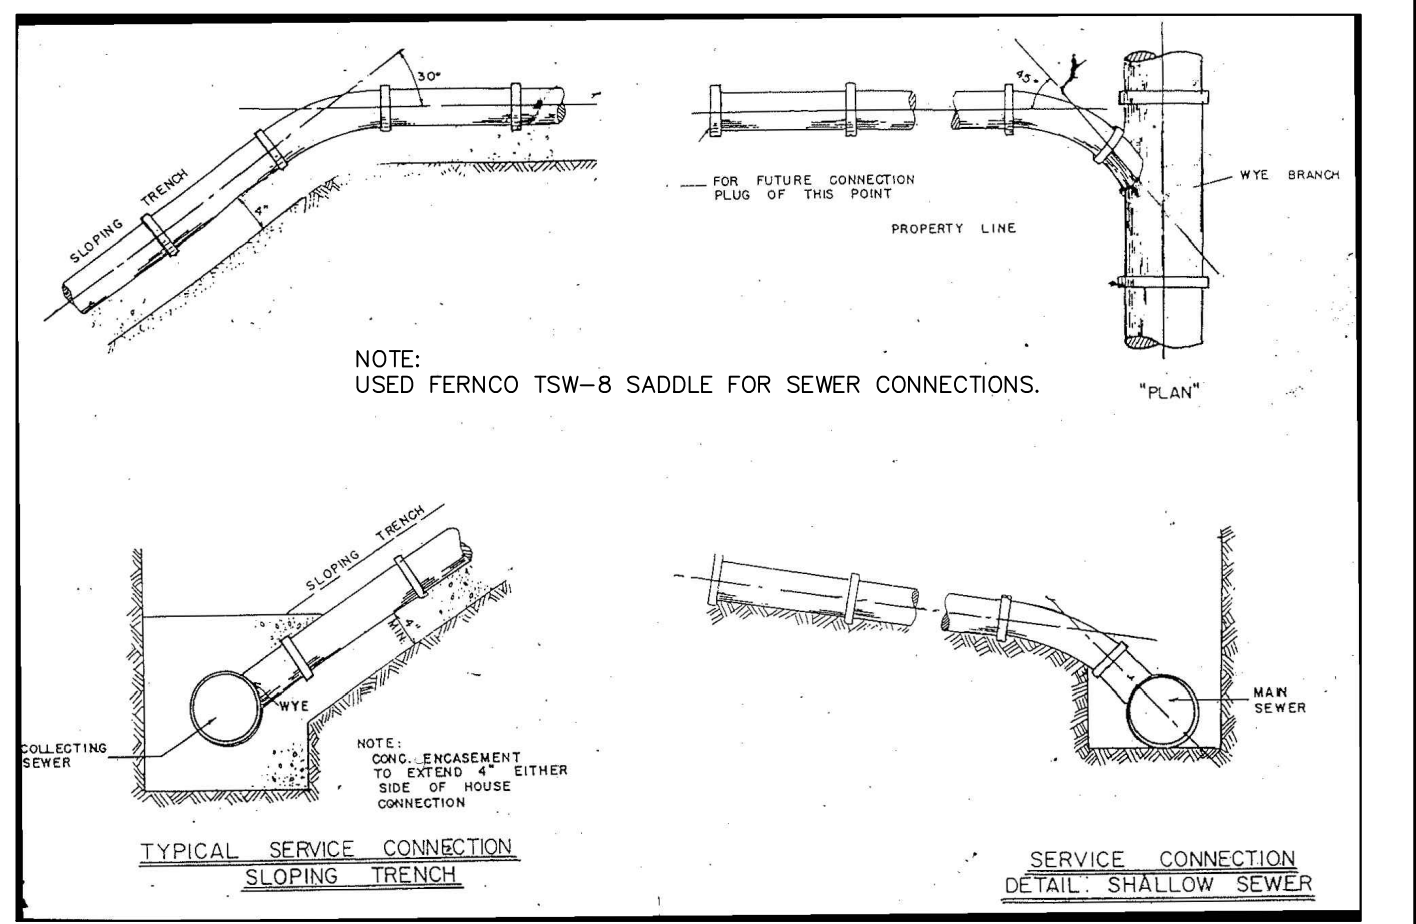 30°
SLOPING TRENCH
4"
45°
FOR FUTURE CONNECTION
PLUG OF THIS POINT
PROPERTY LINE
WYE BRANCH
"PLAN"
NOTE:
USED FERNCO TSW-8 SADDLE FOR SEWER CONNECTIONS.
SLOPING TRENCH
4"
MIN.
WYE
COLLECTING
SEWER
NOTE:
CONC. ENCASEMENT
TO EXTEND 4" EITHER
SIDE OF HOUSE
CONNECTION
TYPICAL SERVICE CONNECTION
SLOPING TRENCH
MAIN
SEWER
SERVICE CONNECTION
DETAIL: SHALLOW SEWER